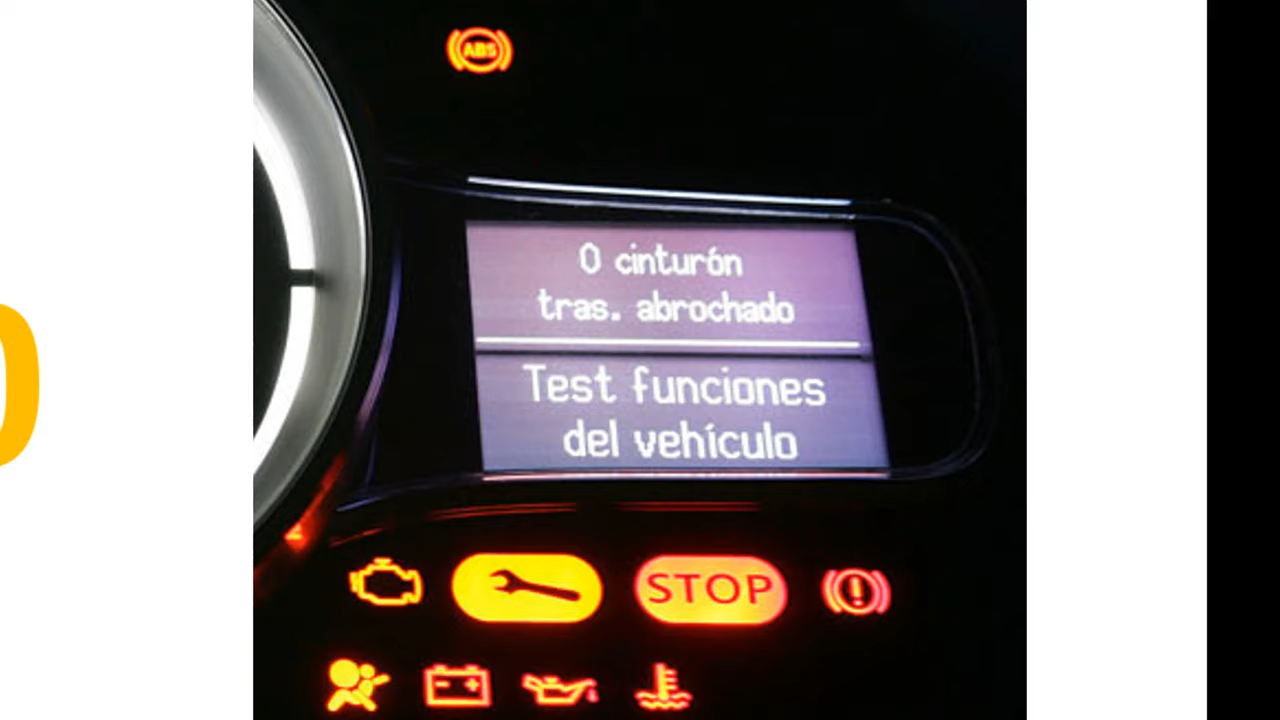 ABS
0 cinturón
tras. abrochado
Test funciones
del vehículo
STOP